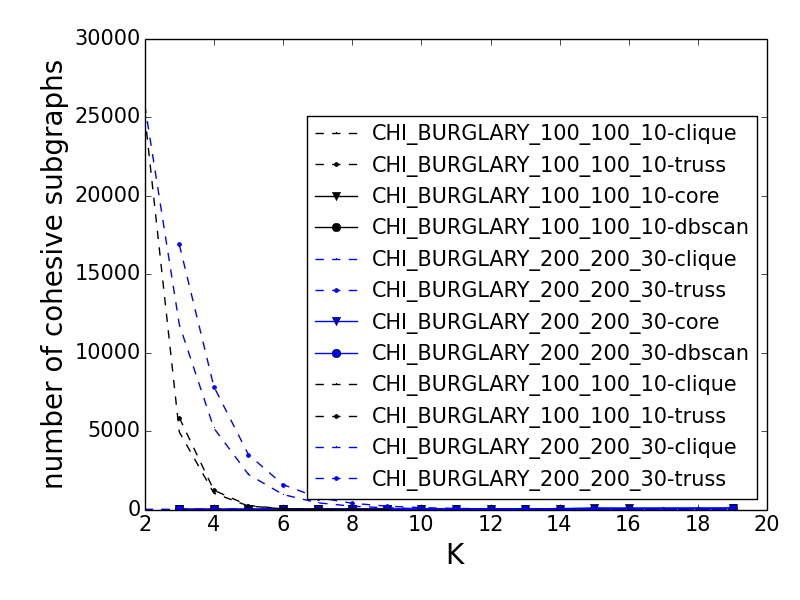 30000
25000
20000
15000
10000
5000
0
number of cohesive subgraphs
CHI_BURGLARY_100_100_10-clique
CHI_BURGLARY_100_100_10-truss
CHI_BURGLARY_100_100_10-core
CHI_BURGLARY_100_100_10-dbscan
CHI_BURGLARY_200_200_30-clique
CHI_BURGLARY_200_200_30-truss
CHI_BURGLARY_200_200_30-core
CHI_BURGLARY_200_200_30-dbscan
CHI_BURGLARY_100_100_10-clique
CHI_BURGLARY_100_100_10-truss
CHI_BURGLARY_200_200_30-clique
CHI_BURGLARY_200_200_30-truss
2 4 6 8 10 12 14 16 18 20
K